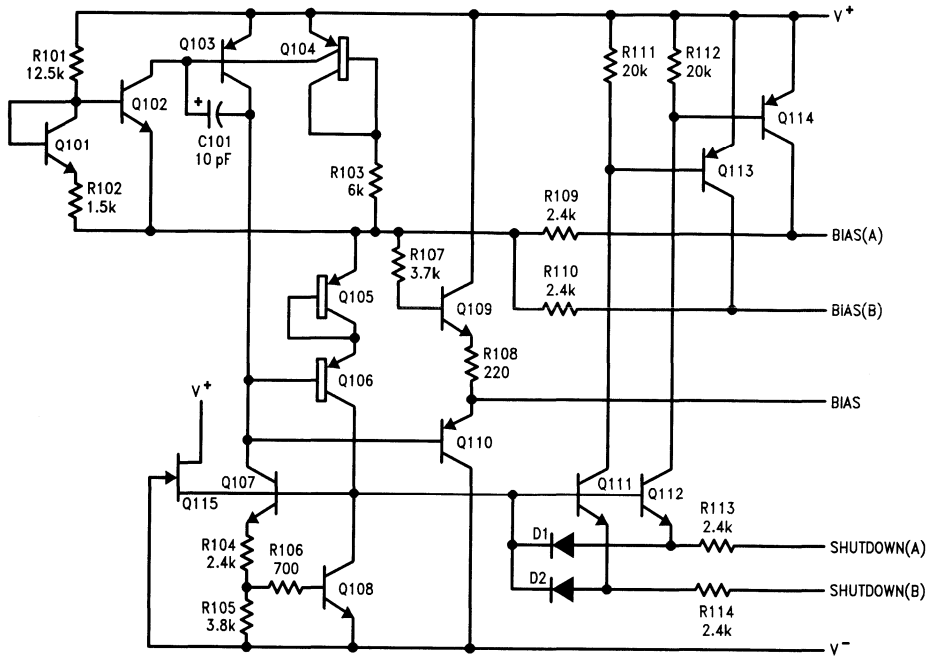 V+
R101
12.5k
Q103
Q104
R111
20k
R112
20k
Q102
+
C101
10 pF
Q114
Q101
Q113
R103
6k
R102
1.5k
R109
2.4k
BIAS(A)
R107
3.7k
R110
2.4k
Q105
Q109
BIAS(B)
R108
220
Q106
V+
BIAS
Q110
Q107
Q111
Q112
Q115
R113
2.4k
D1
R104
2.4k
R106
700
SHUTDOWN(A)
D2
Q108
SHUTDOWN(B)
R105
3.8k
R114
2.4k
V-